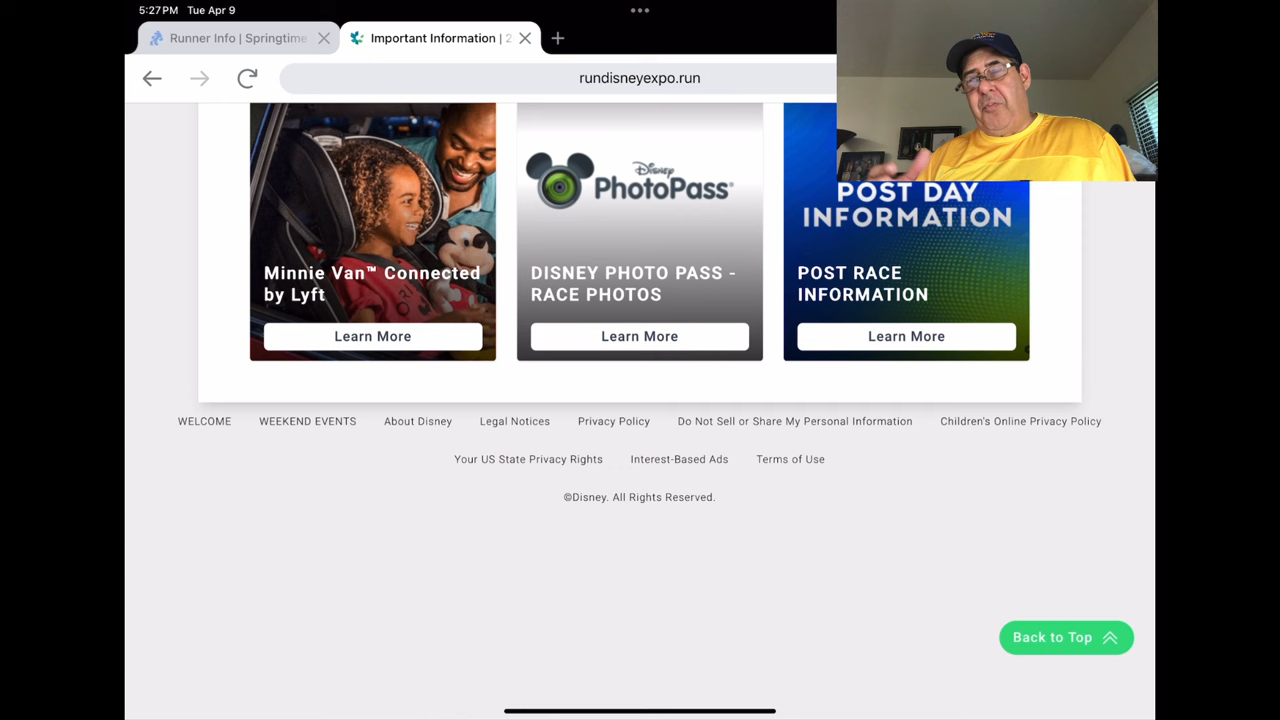 5:27PM Tue Apr 9
Runner Info | Springtime
Important Information | 2
rundisneyexpo.run
Minnie Van™ Connected
by Lyft
Learn More
Disney
PhotoPass®
DISNEY PHOTO PASS -
RACE PHOTOS
Learn More
POST DAY
INFORMATION
POST RACE
INFORMATION
Learn More
WELCOME WEEKEND EVENTS About Disney Legal Notices Privacy Policy Do Not Sell or Share My Personal Information Children's Online Privacy Policy
Your US State Privacy Rights Interest-Based Ads Terms of Use
©Disney. All Rights Reserved.
Back to Top